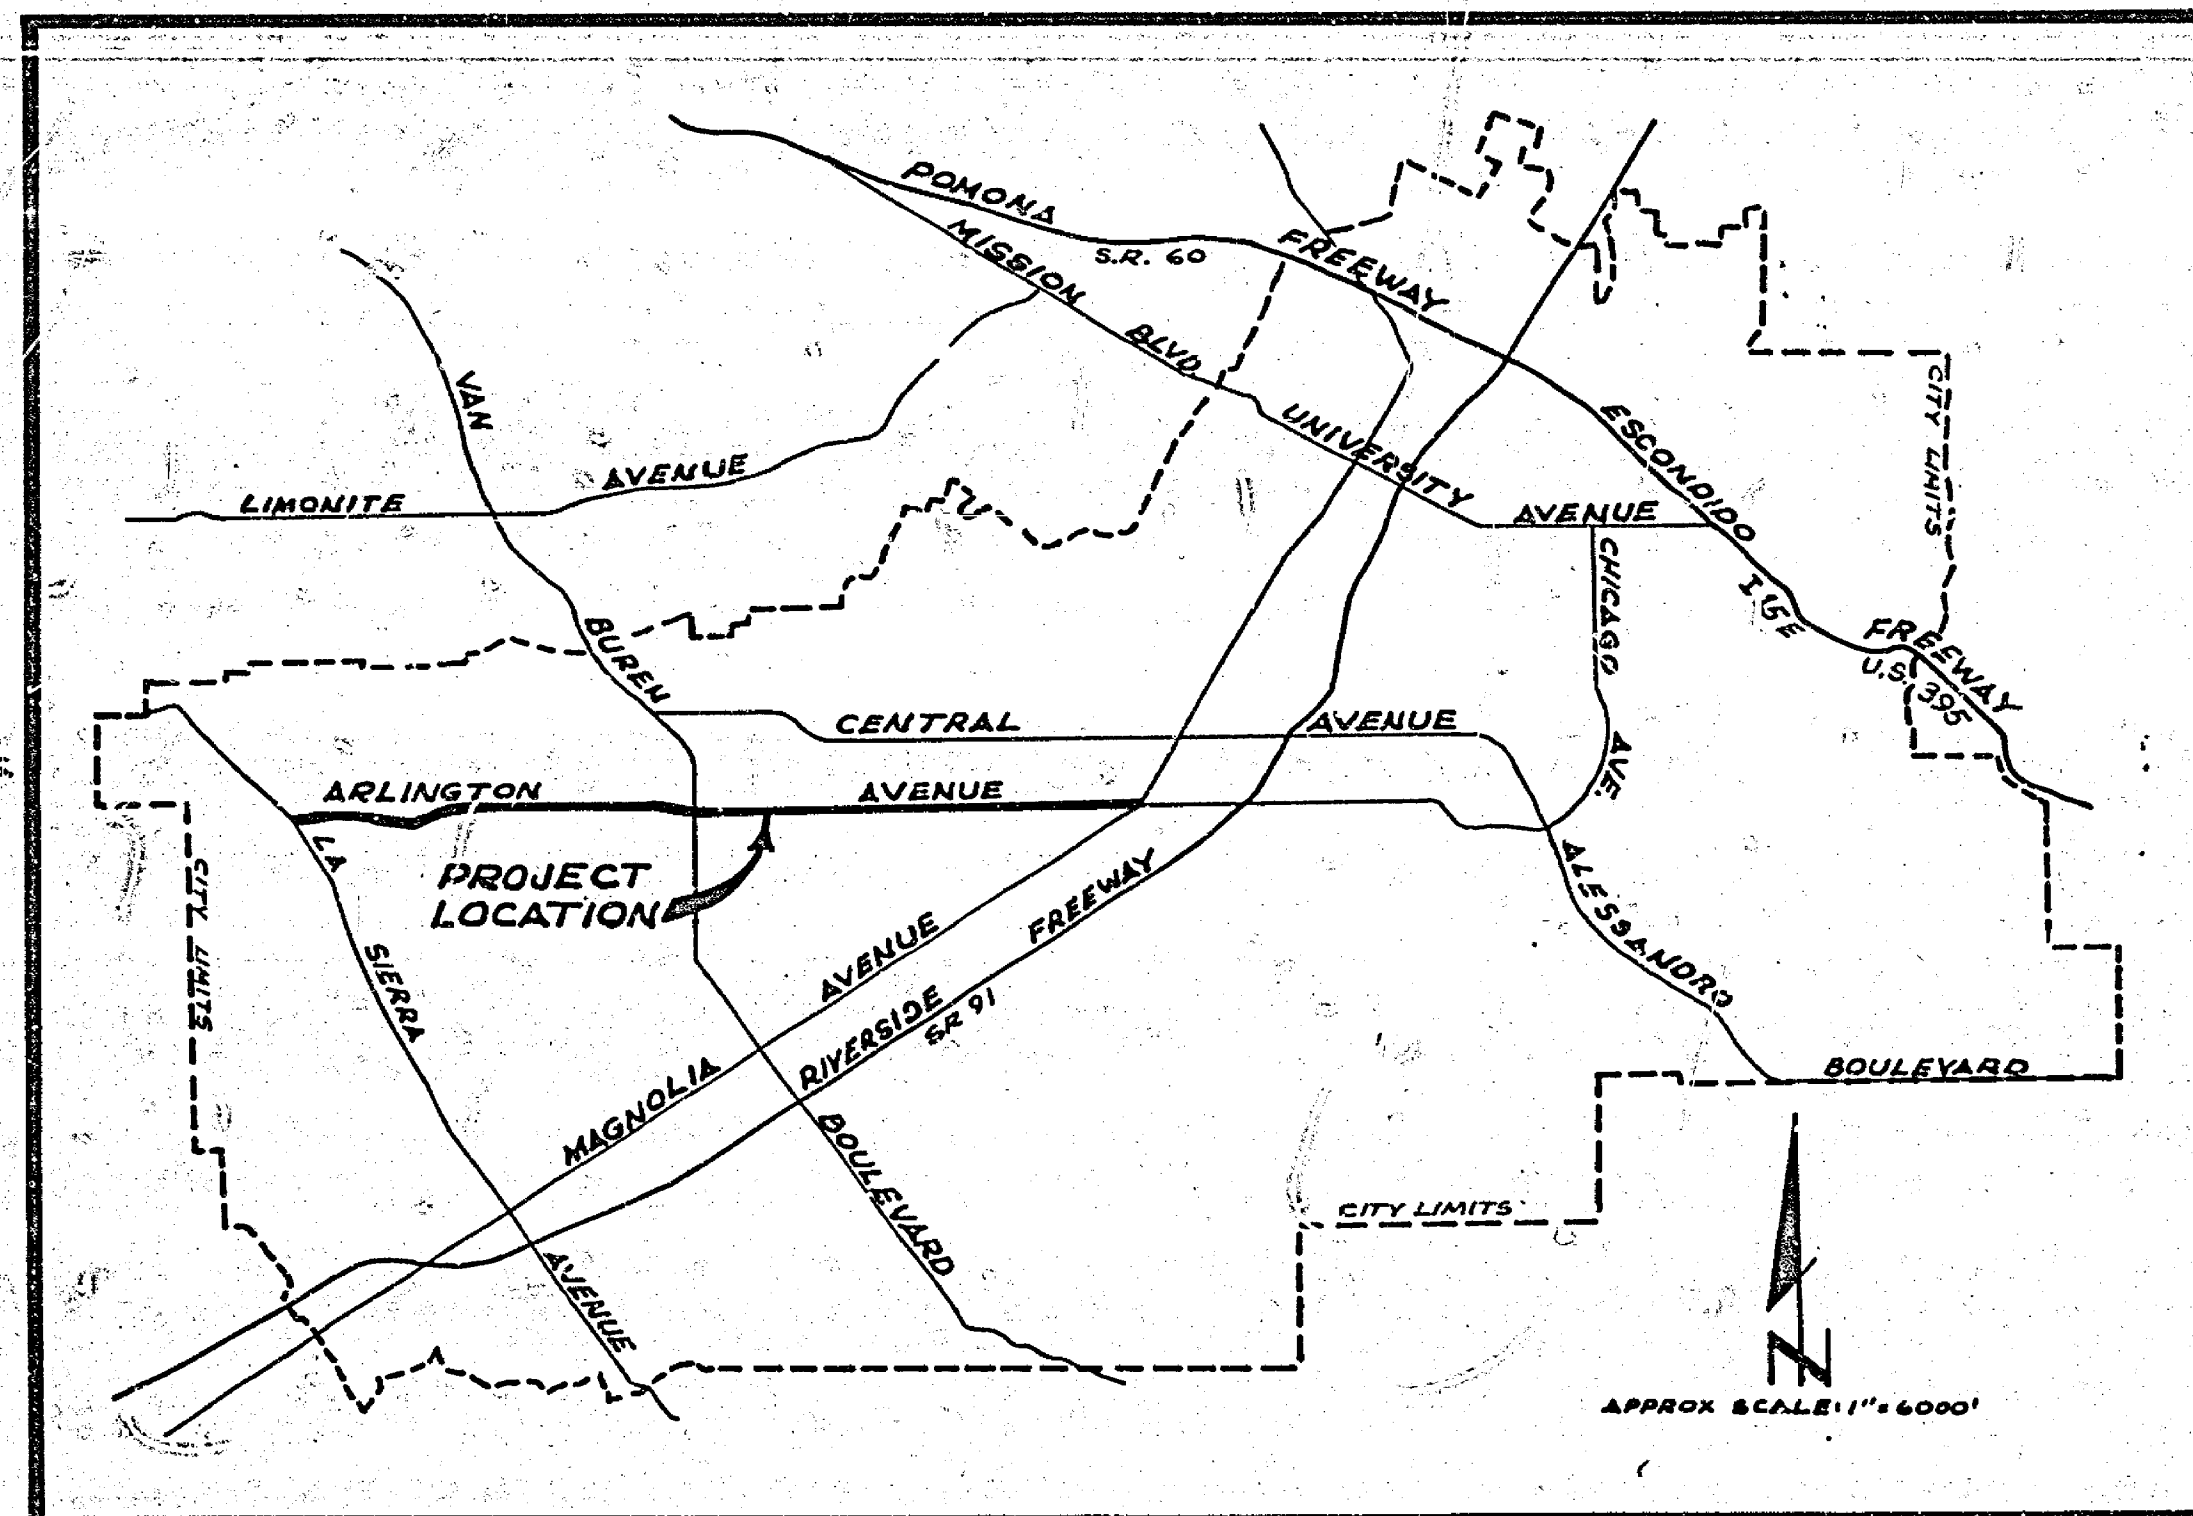 POMONA
FREEWAY
S.R. 60
MISSION
BLVD.
VAN
BUREN
BOULEVARD
LIMONITE
AVENUE
UNIVERSITY
AVENUE
ESCONDIDO
FREEWAY
I 15E
U.S. 395
CITY LIMITS
CHICAGO
AVE.
CENTRAL
AVENUE
ARLINGTON
AVENUE
PROJECT
LOCATION
LA
SIERRA
AVENUE
CITY LIMITS
MAGNOLIA
AVENUE
RIVERSIDE
FREEWAY
SR 91
ALESSANDRO
BOULEVARD
CITY LIMITS
N
APPROX SCALE: 1"=6000'